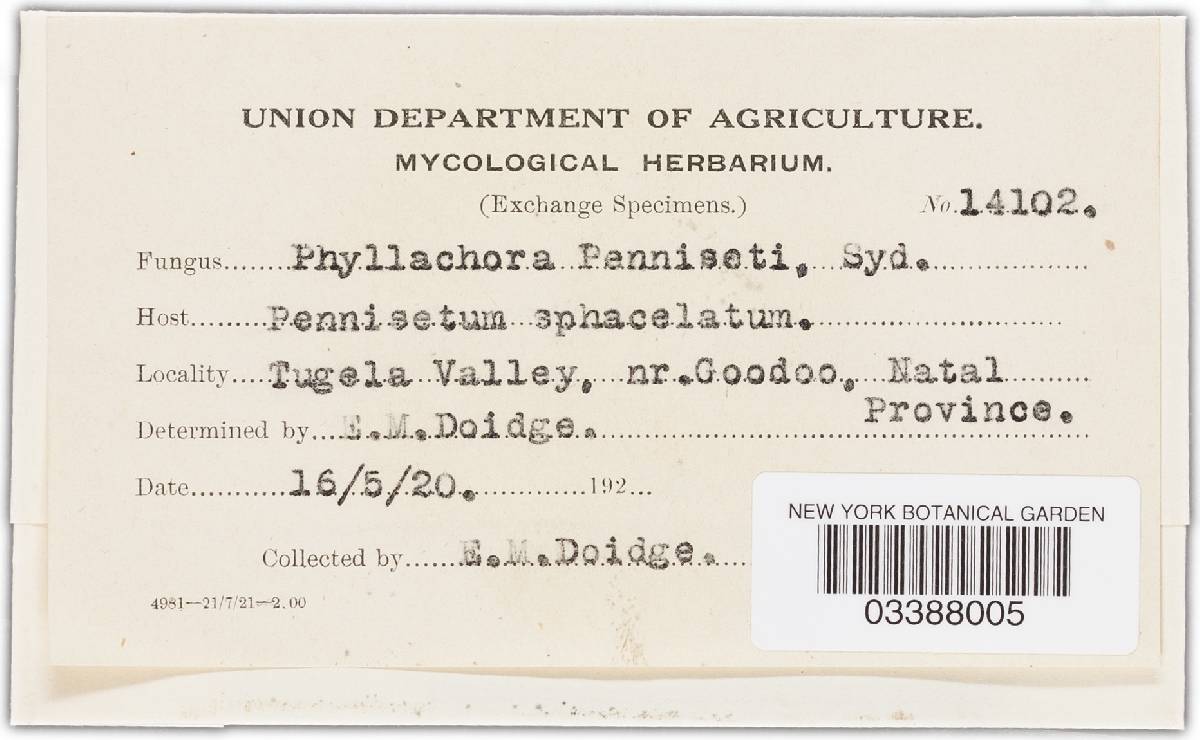 UNION DEPARTMENT OF AGRICULTURE.
MYCOLOGICAL HERBARIUM.
(Exchange Specimens.)
No. 14102.
Fungus.......Phyllachora Penniseti, Syd.
Host.........Pennisetum sphacelatum.
Locality....Tugela Valley, nr.Goodoo, Natal
Province.
Determined by...E.M.Doidge.
Date...........16/5/20............192...
Collected by......E.M.Doidge.
4981—21/7/21—2.00
NEW YORK BOTANICAL GARDEN
03388005